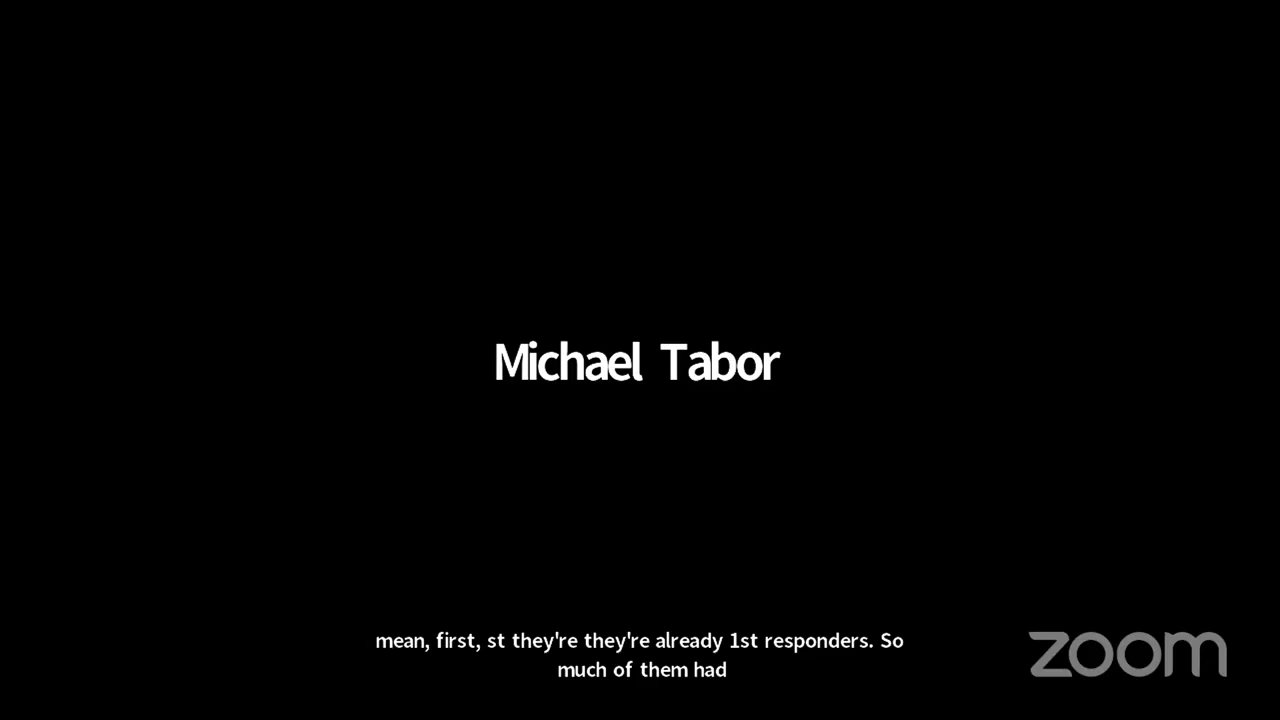 Michael Tabor
mean, first, st they're they're already 1st responders. So
much of them had
zoom